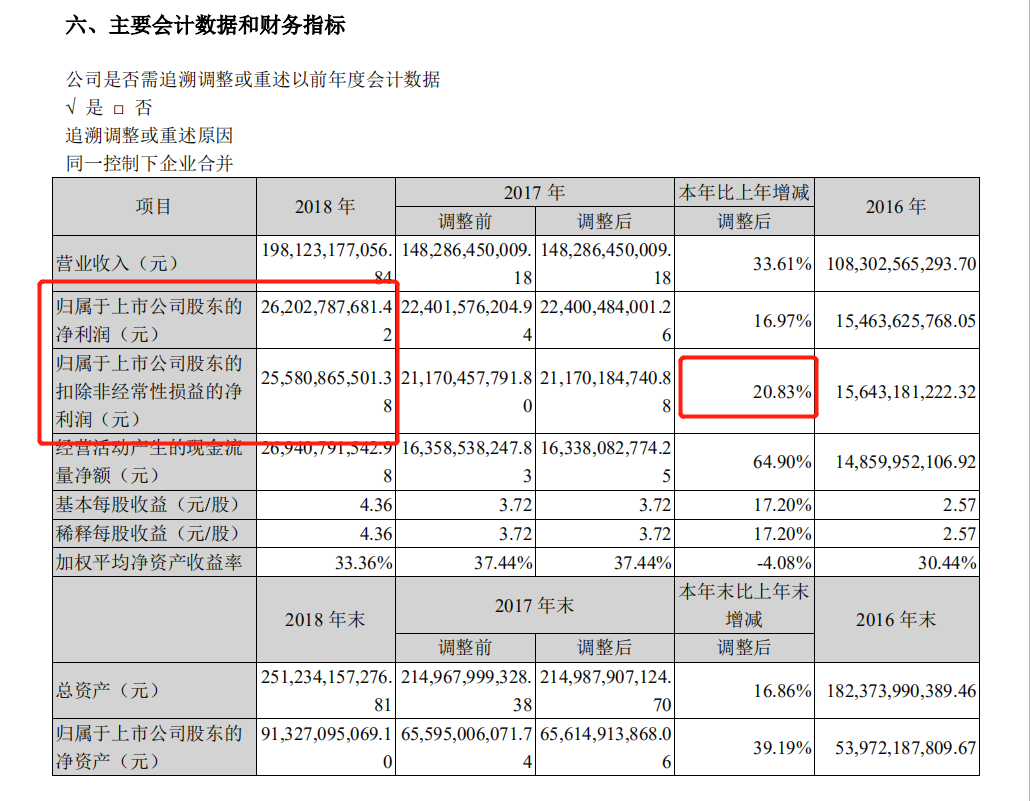 六、主要会计数据和财务指标
公司是否需追溯调整或重述以前年度会计数据
√ 是 □ 否
追溯调整或重述原因
同一控制下企业合并
项目 2018 年 2017 年 本年比上年增减 2016 年
调整前 调整后 调整后
营业收入（元） 198,123,177,056.84 148,286,450,009.18 148,286,450,009.18 33.61% 108,302,565,293.70
归属于上市公司股东的净利润（元） 26,202,787,681.42 22,401,576,204.94 22,400,484,001.26 16.97% 15,463,625,768.05
归属于上市公司股东的扣除非经常性损益的净利润（元） 25,580,865,501.38 21,170,457,791.80 21,170,184,740.88 20.83% 15,643,181,222.32
经营活动产生的现金流量净额（元） 26,940,791,542.98 16,358,538,247.83 16,338,082,774.25 64.90% 14,859,952,106.92
基本每股收益（元/股） 4.36 3.72 3.72 17.20% 2.57
稀释每股收益（元/股） 4.36 3.72 3.72 17.20% 2.57
加权平均净资产收益率 33.36% 37.44% 37.44% -4.08% 30.44%
2018 年末 2017 年末 本年末比上年末增减 2016 年末
调整前 调整后 调整后
总资产（元） 251,234,157,276.81 214,967,999,328.38 214,987,907,124.70 16.86% 182,373,990,389.46
归属于上市公司股东的净资产（元） 91,327,095,069.10 65,595,006,071.74 65,614,913,868.06 39.19% 53,972,187,809.67